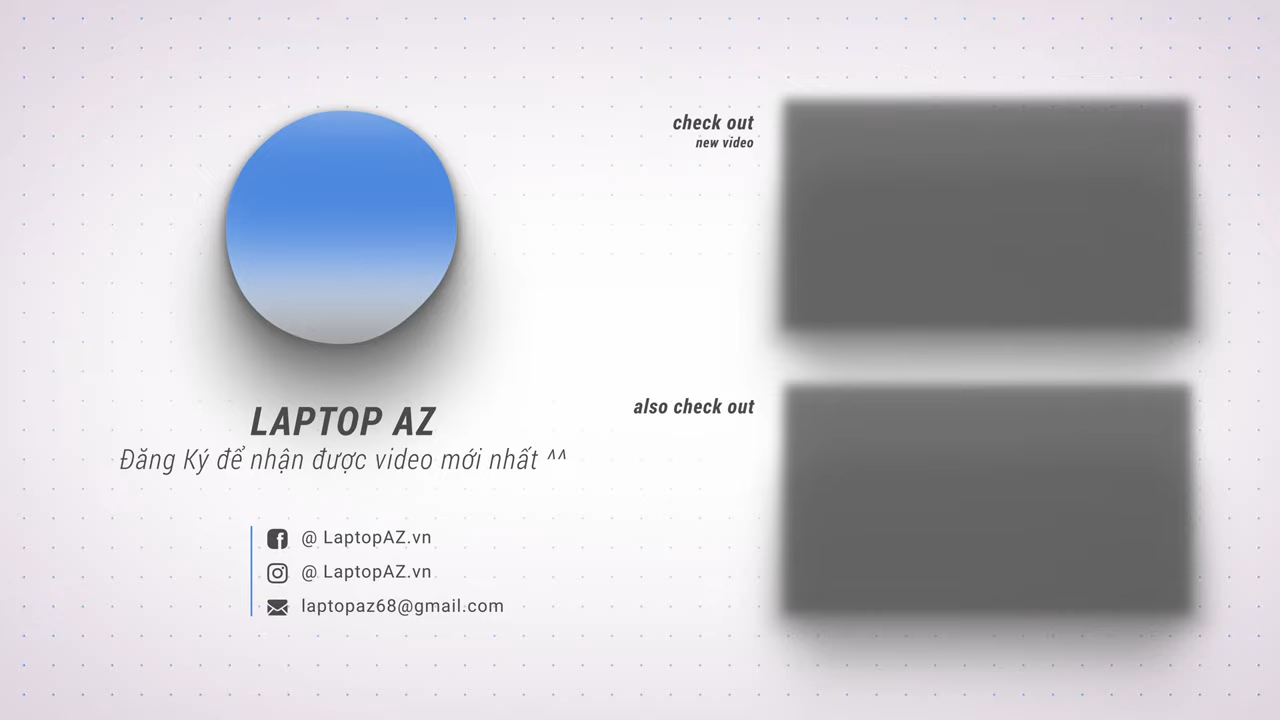 LAPTOP AZ
Đăng Ký để nhận được video mới nhất ^^
@ LaptopAZ.vn
@ LaptopAZ.vn
laptopaz68@gmail.com
check out
new video
also check out